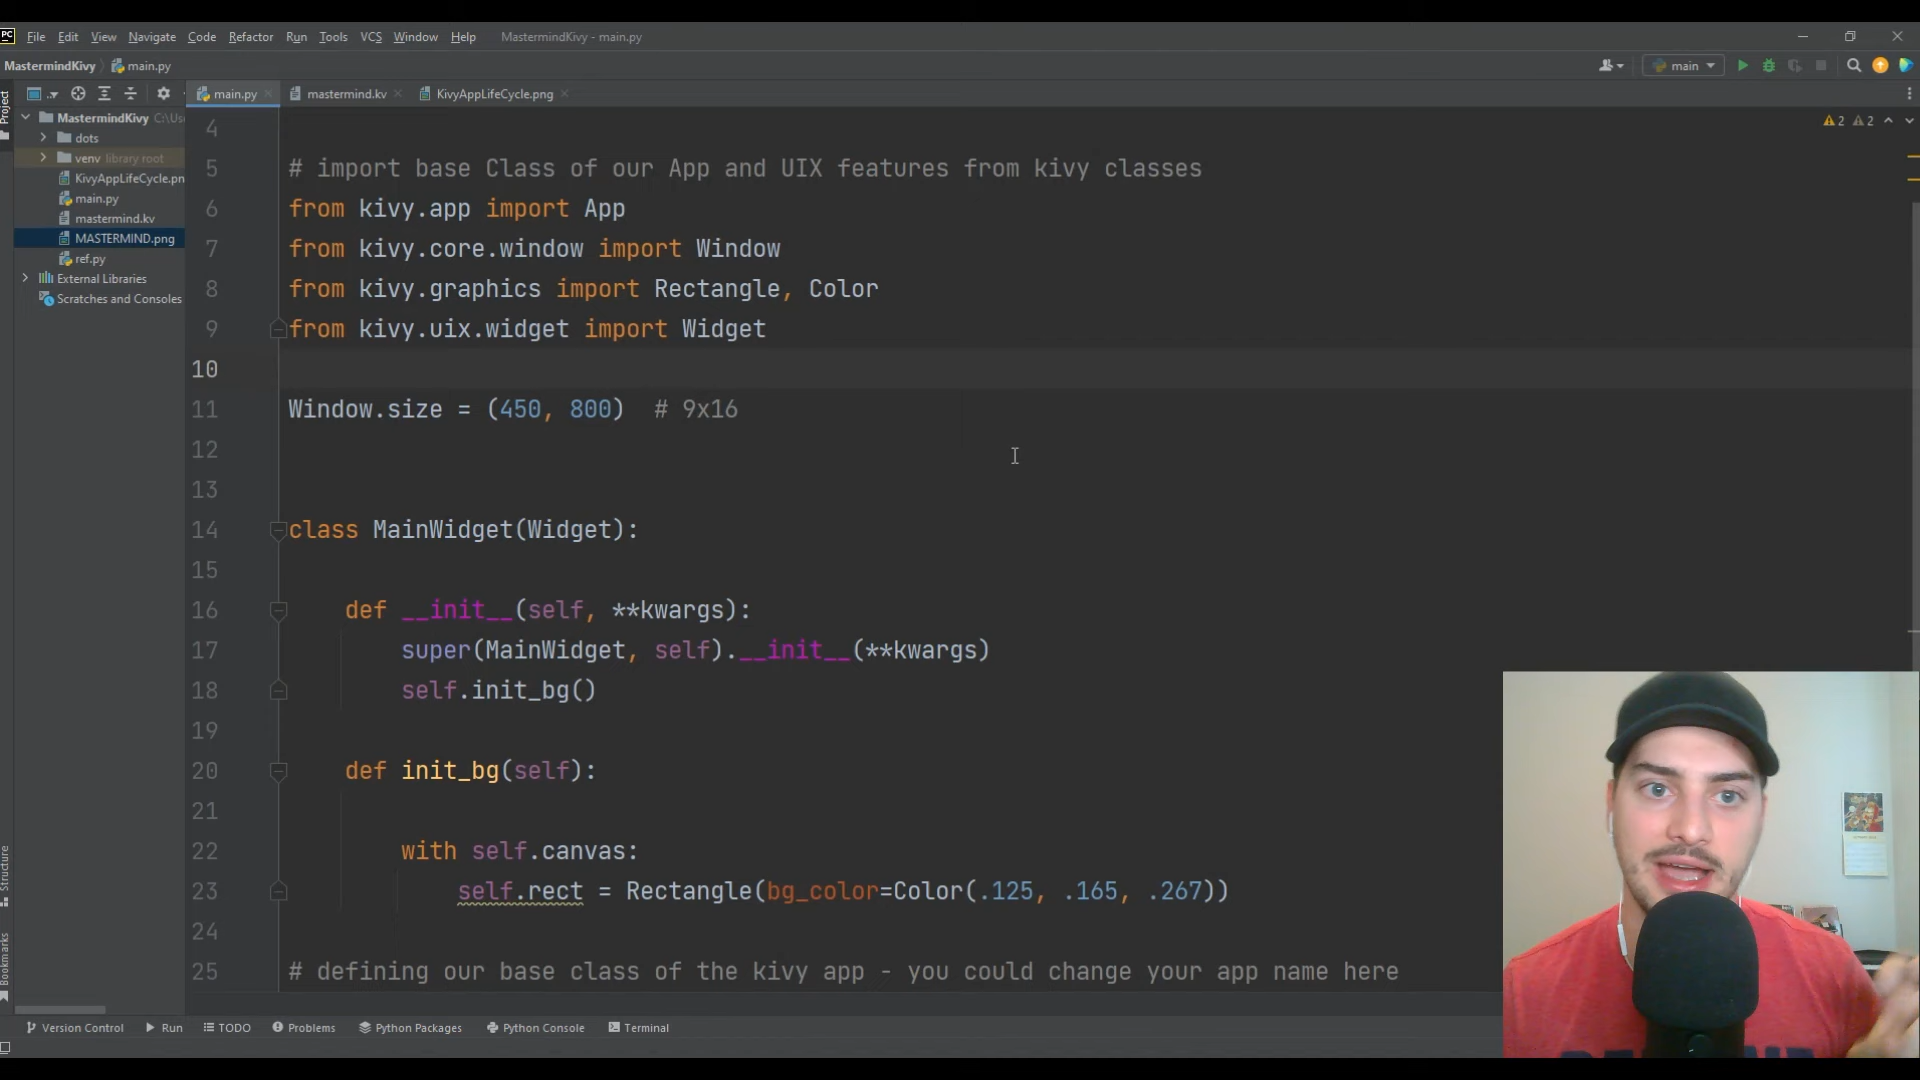 PC File Edit View Navigate Code Refactor Run Tools VCS Window Help MastermindKivy - main.py
MastermindKivy main.py main
Project main.py mastermind.kv KivyAppLifeCycle.png
MastermindKivy C:\Us
dots
venv library root
KivyAppLifeCycle.pn
main.py
mastermind.kv
MASTERMIND.png
ref.py
External Libraries
Scratches and Consoles
2 2
4
5 # import base Class of our App and UIX features from kivy classes
6 from kivy.app import App
7 from kivy.core.window import Window
8 from kivy.graphics import Rectangle, Color
9 from kivy.uix.widget import Widget
10
11 Window.size = (450, 800)  # 9x16
12
13
14 class MainWidget(Widget):
15
16 def __init__(self, **kwargs):
17 super(MainWidget, self).__init__(**kwargs)
18 self.init_bg()
19
20 def init_bg(self):
21
22 with self.canvas:
23 self.rect = Rectangle(bg_color=Color(.125, .165, .267))
24
25 # defining our base class of the kivy app - you could change your app name here
Structure
Bookmarks
Version Control Run TODO Problems Python Packages Python Console Terminal